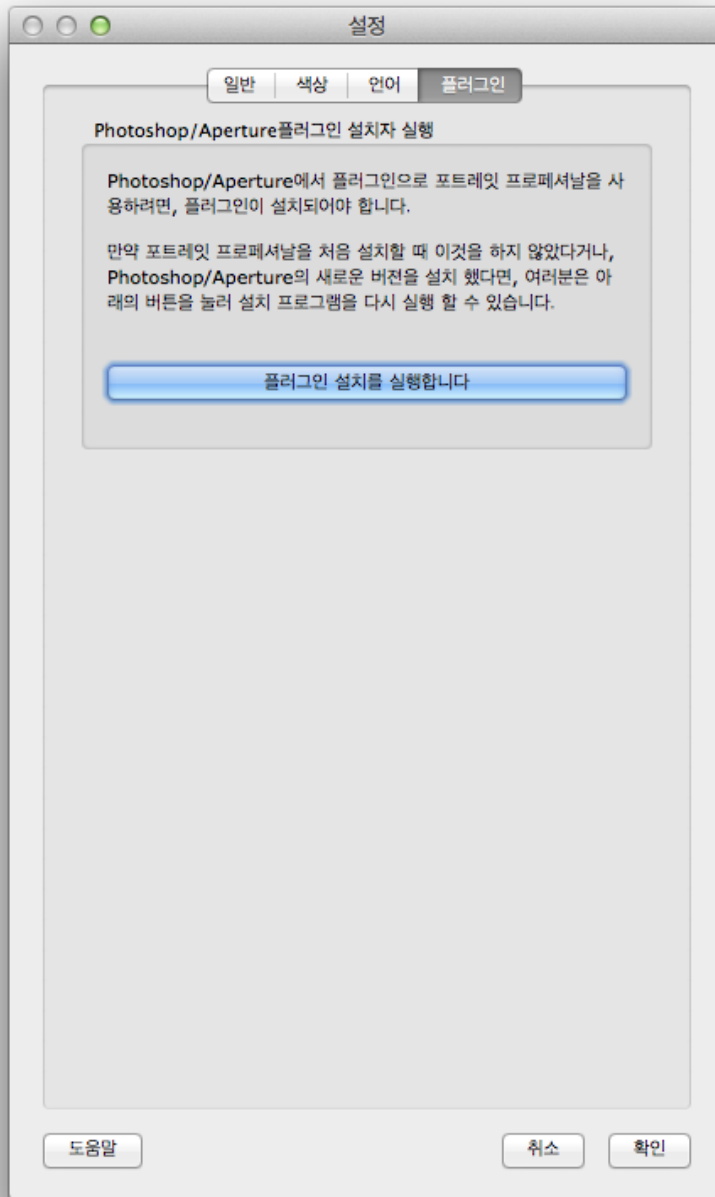 설정
일반 색상 언어 플러그인
Photoshop/Aperture플러그인 설치자 실행
Photoshop/Aperture에서 플러그인으로 포트레잇 프로페셔날을 사
용하려면, 플러그인이 설치되어야 합니다.
만약 포트레잇 프로페셔날을 처음 설치할 때 이것을 하지 않았다거나,
Photoshop/Aperture의 새로운 버젼을 설치 했다면, 여러분은 아
래의 버튼을 눌러 설치 프로그램을 다시 실행 할 수 있습니다.
플러그인 설치를 실행합니다
도움말 취소 확인